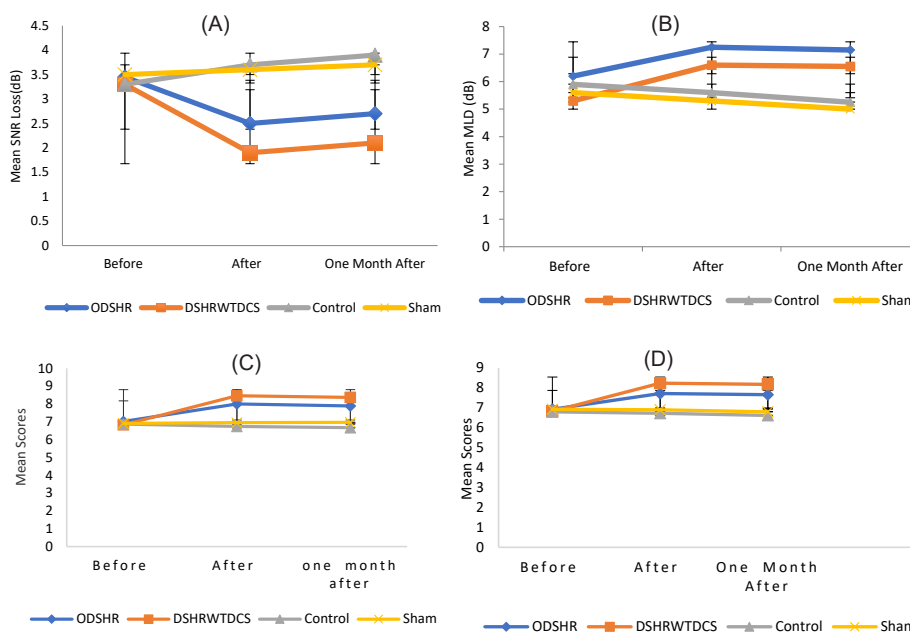 (A)
4.5
4
3.5
3
2.5
2
1.5
1
0.5
0
Mean SNR Loss(dB)
Before After One Month After
ODSHR DSHRWTDCS Control Sham
(B)
8
7
6
5
4
3
2
1
0
Mean MLD (dB)
Before After One Month After
ODSHR DSHRWTDCS Control Sham
(C)
10
9
8
7
6
5
4
3
2
1
0
Mean Scores
Before After one month
after
ODSHR DSHRWTDCS Control Sham
(D)
9
8
7
6
5
4
3
2
1
0
Mean Scores
Before After One Month
After
ODSHR DSHRWTDCS Control Sham